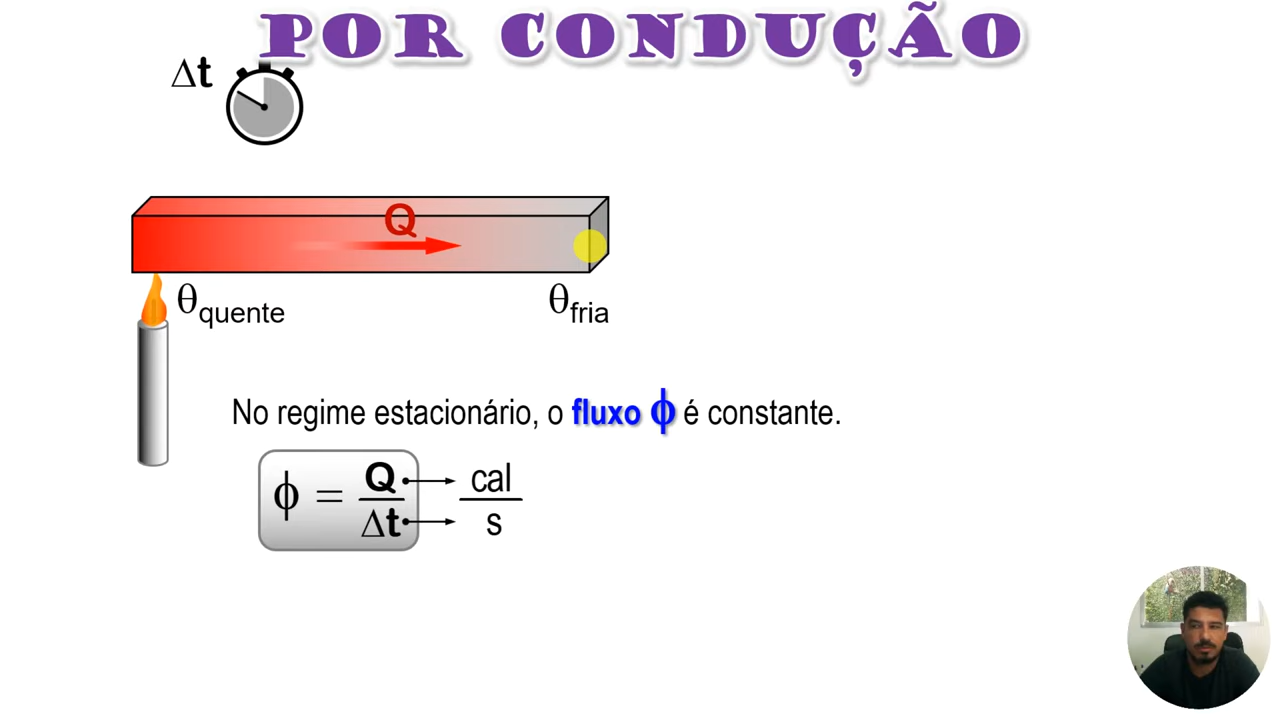 POR CONDUÇÃO
Δt
Q
θquente
θfria
No regime estacionário, o fluxo ϕ é constante.
ϕ = Q/Δt → cal/s